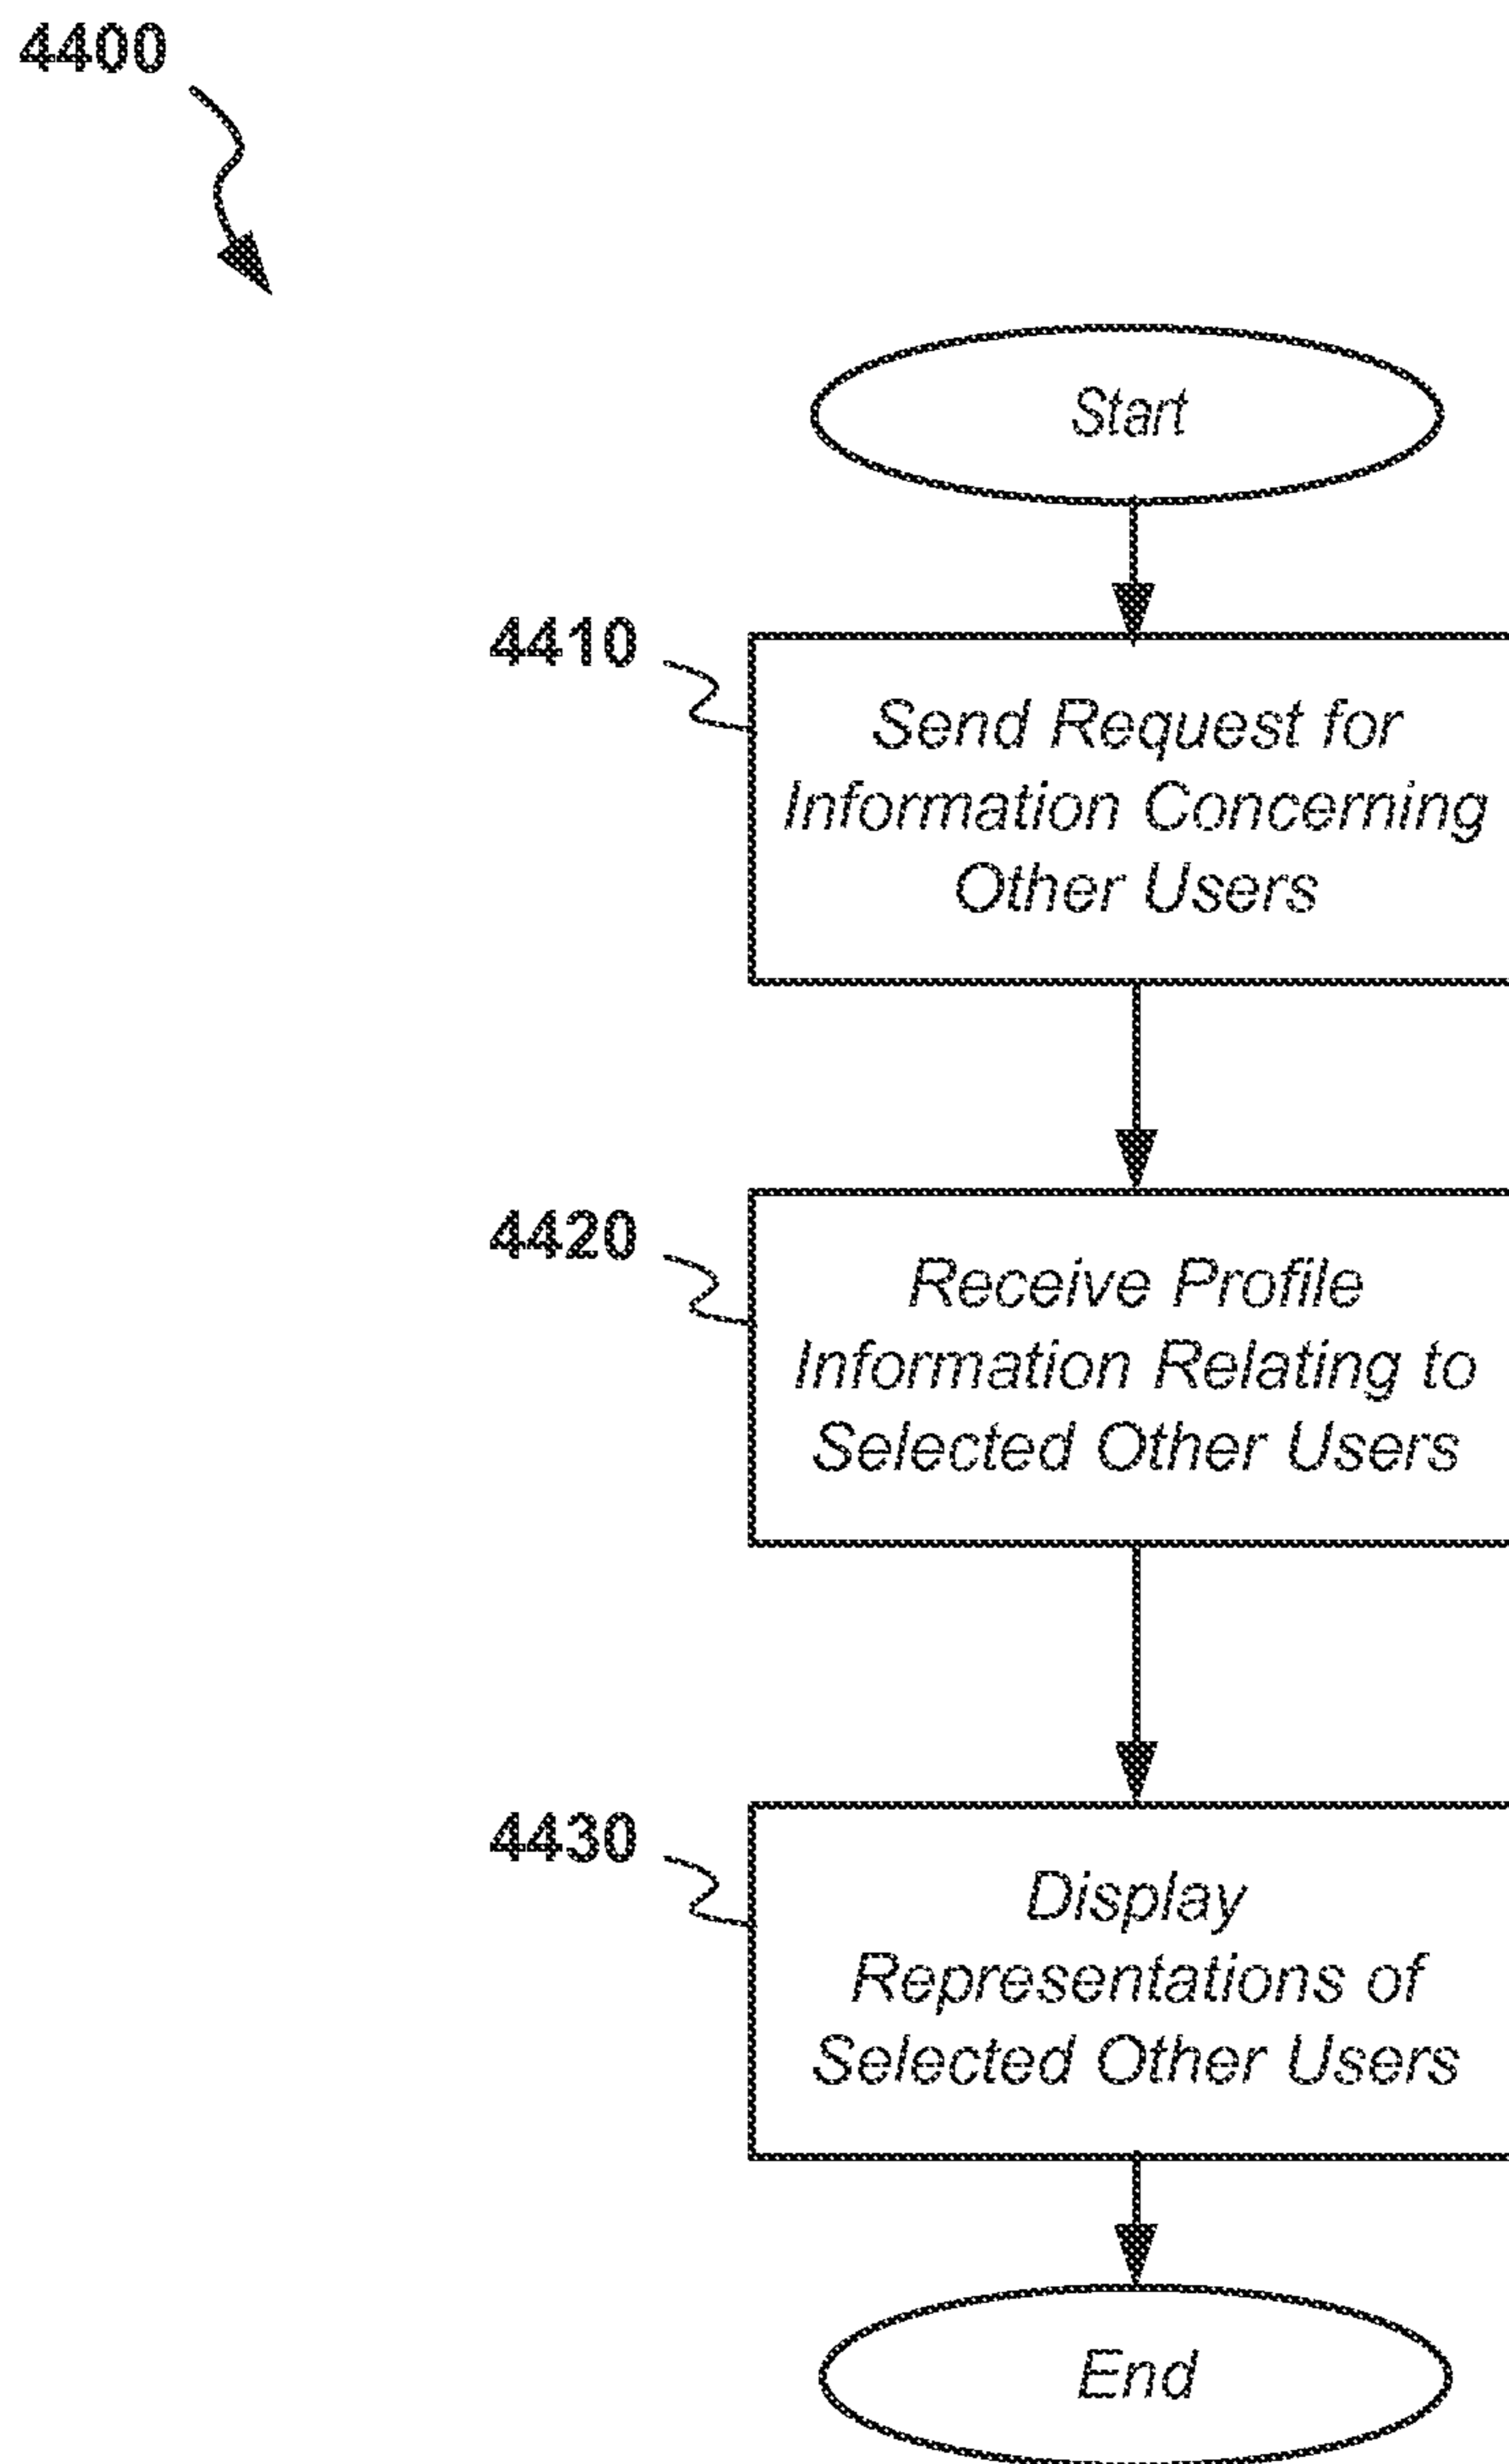 4400
Start
4410
Send Request for
Information Concerning
Other Users
4420
Receive Profile
Information Relating to
Selected Other Users
4430
Display
Representations of
Selected Other Users
End